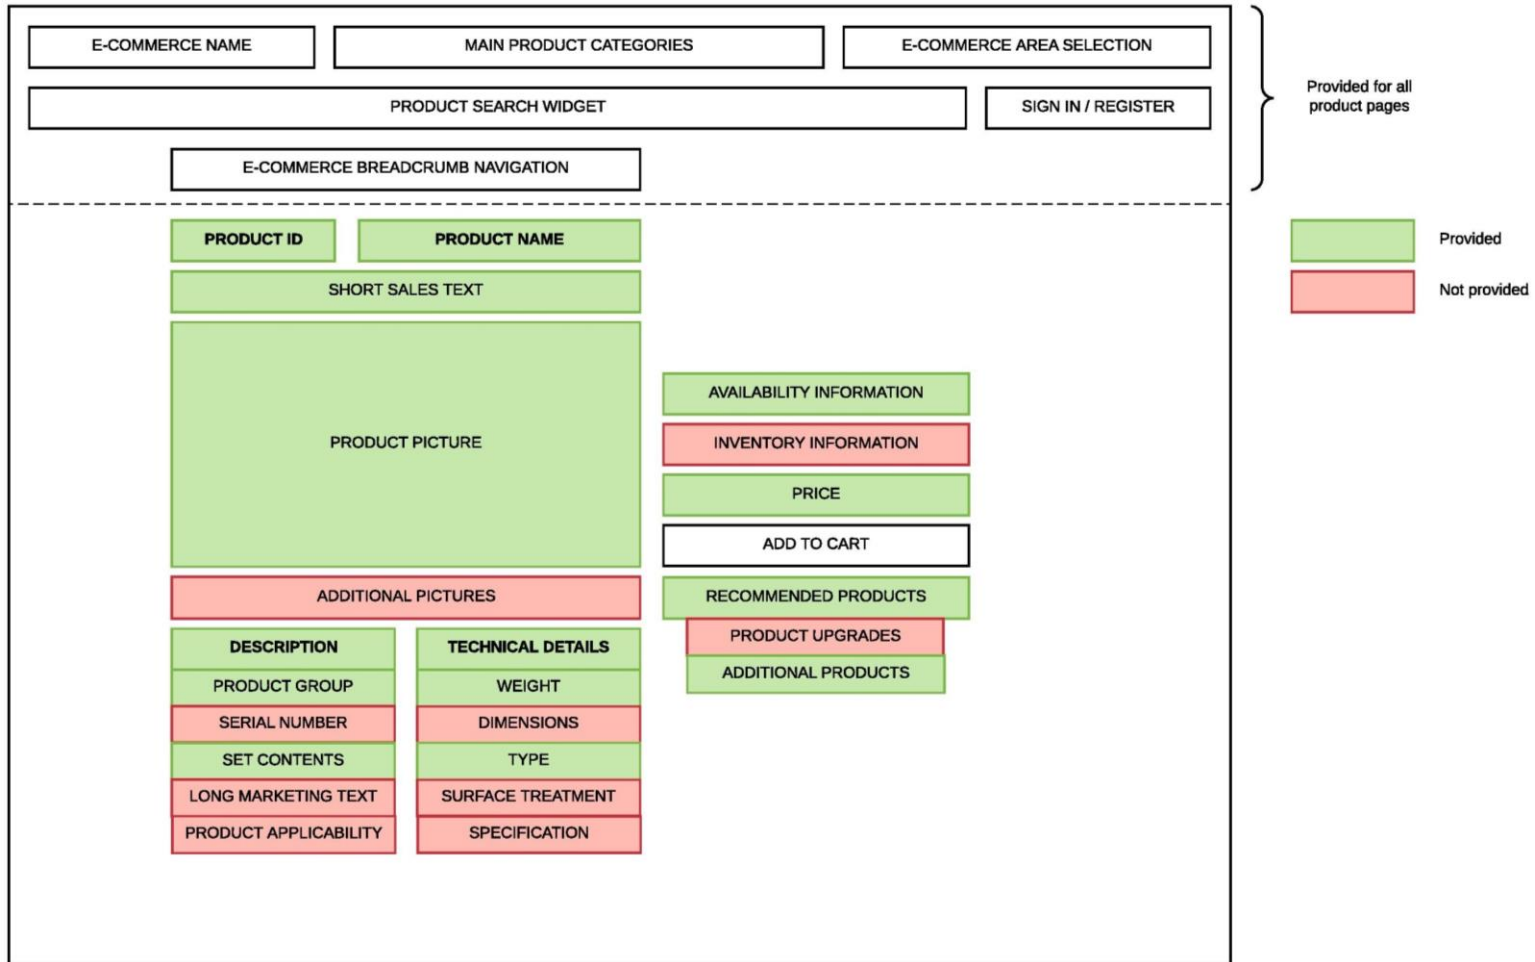 E-COMMERCE NAME
MAIN PRODUCT CATEGORIES
E-COMMERCE AREA SELECTION
PRODUCT SEARCH WIDGET
SIGN IN / REGISTER
E-COMMERCE BREADCRUMB NAVIGATION
Provided for all
product pages
PRODUCT ID
PRODUCT NAME
SHORT SALES TEXT
PRODUCT PICTURE
ADDITIONAL PICTURES
DESCRIPTION
PRODUCT GROUP
SERIAL NUMBER
SET CONTENTS
LONG MARKETING TEXT
PRODUCT APPLICABILITY
TECHNICAL DETAILS
WEIGHT
DIMENSIONS
TYPE
SURFACE TREATMENT
SPECIFICATION
AVAILABILITY INFORMATION
INVENTORY INFORMATION
PRICE
ADD TO CART
RECOMMENDED PRODUCTS
PRODUCT UPGRADES
ADDITIONAL PRODUCTS
Provided
Not provided